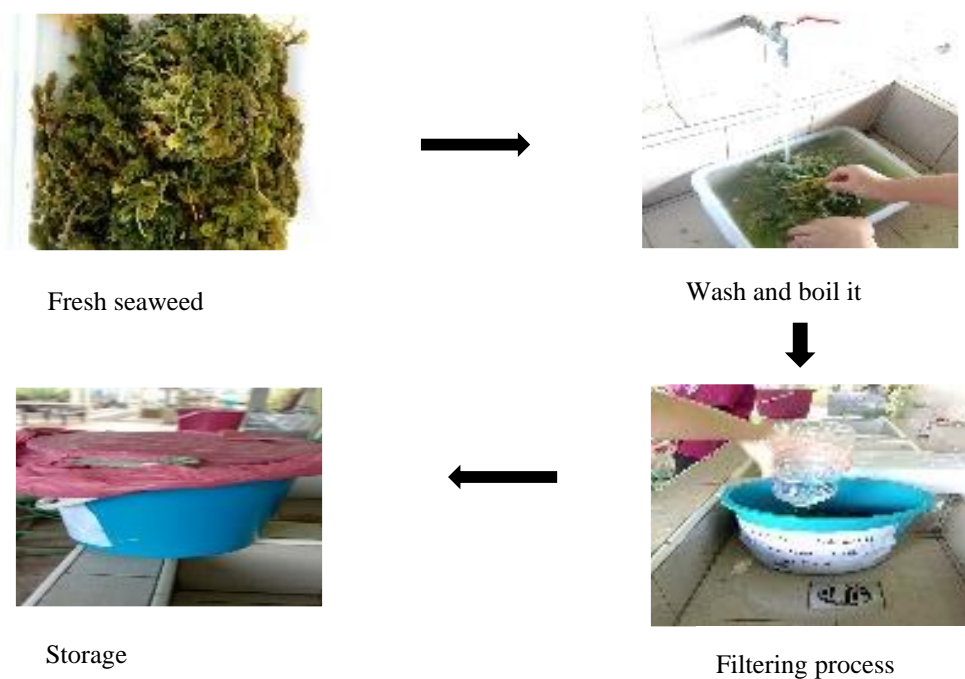 Fresh seaweed
Wash and boil it
Storage
Filtering process